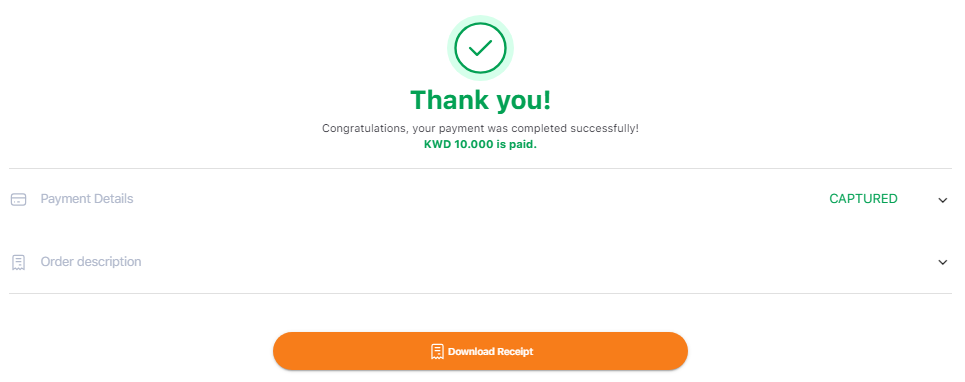 Thank you!
Congratulations, your payment was completed successfully!
KWD 10.000 is paid.
Payment Details CAPTURED
Order description
Download Receipt